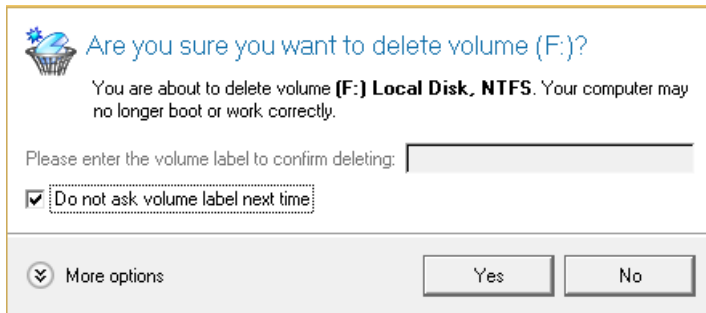 Are you sure you want to delete volume (F:)?
You are about to delete volume (F:) Local Disk, NTFS. Your computer may
no longer boot or work correctly.
Please enter the volume label to confirm deleting:
Do not ask volume label next time
More options
Yes
No